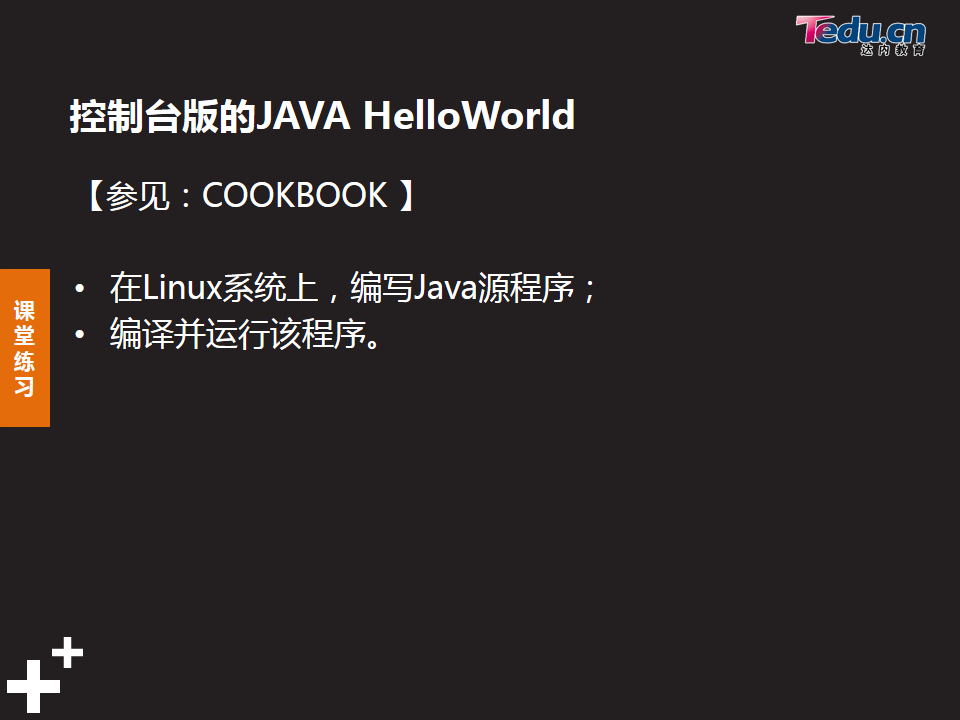 Tedu.cn
达内教育
控制台版的JAVA HelloWorld
【参见：COOKBOOK 】
• 在Linux系统上，编写Java源程序；
• 编译并运行该程序。
课
堂
练
习